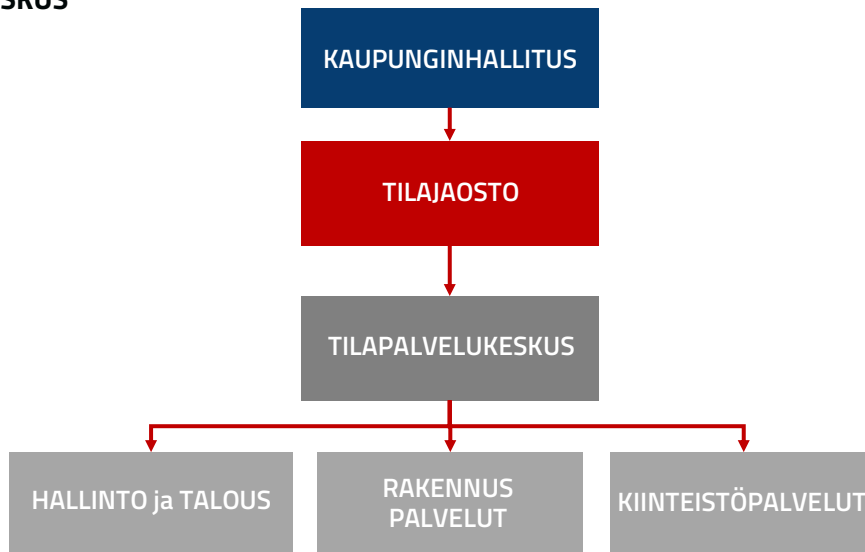 KAUPUNGINHALLITUS
TILAJAOSTO
TILAPALVELUKESKUS
HALLINTO ja TALOUS
RAKENNUS
PALVELUT
KIINTEISTÖPALVELUT